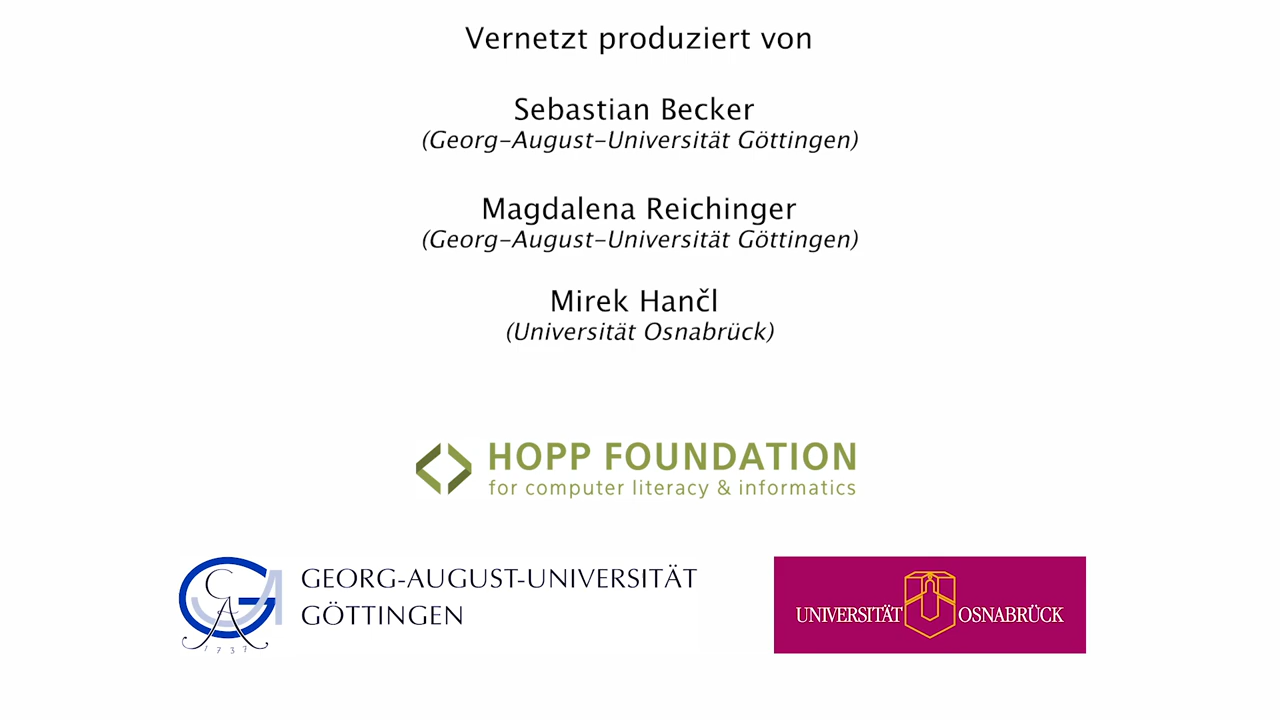 Vernetzt produziert von
Sebastian Becker
(Georg-August-Universität Göttingen)
Magdalena Reichinger
(Georg-August-Universität Göttingen)
Mirek Hančl
(Universität Osnabrück)
HOPP FOUNDATION
for computer literacy & informatics
GEORG-AUGUST-UNIVERSITÄT
GÖTTINGEN
1737
UNIVERSITÄT OSNABRÜCK